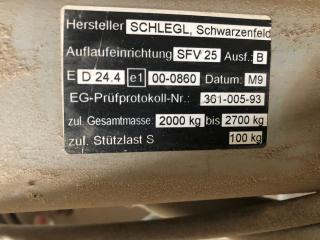 Hersteller SCHLEGL, Schwarzenfeld
Auflaufeinrichtung SFV 25 Ausf.: B
E D 24.4 e1 00-0860 Datum: M9
EG-Prüfprotokoll-Nr.: 361-005-93
zul. Gesamtmasse: 2000 kg bis 2700 kg
zul. Stützlast S 100 kg